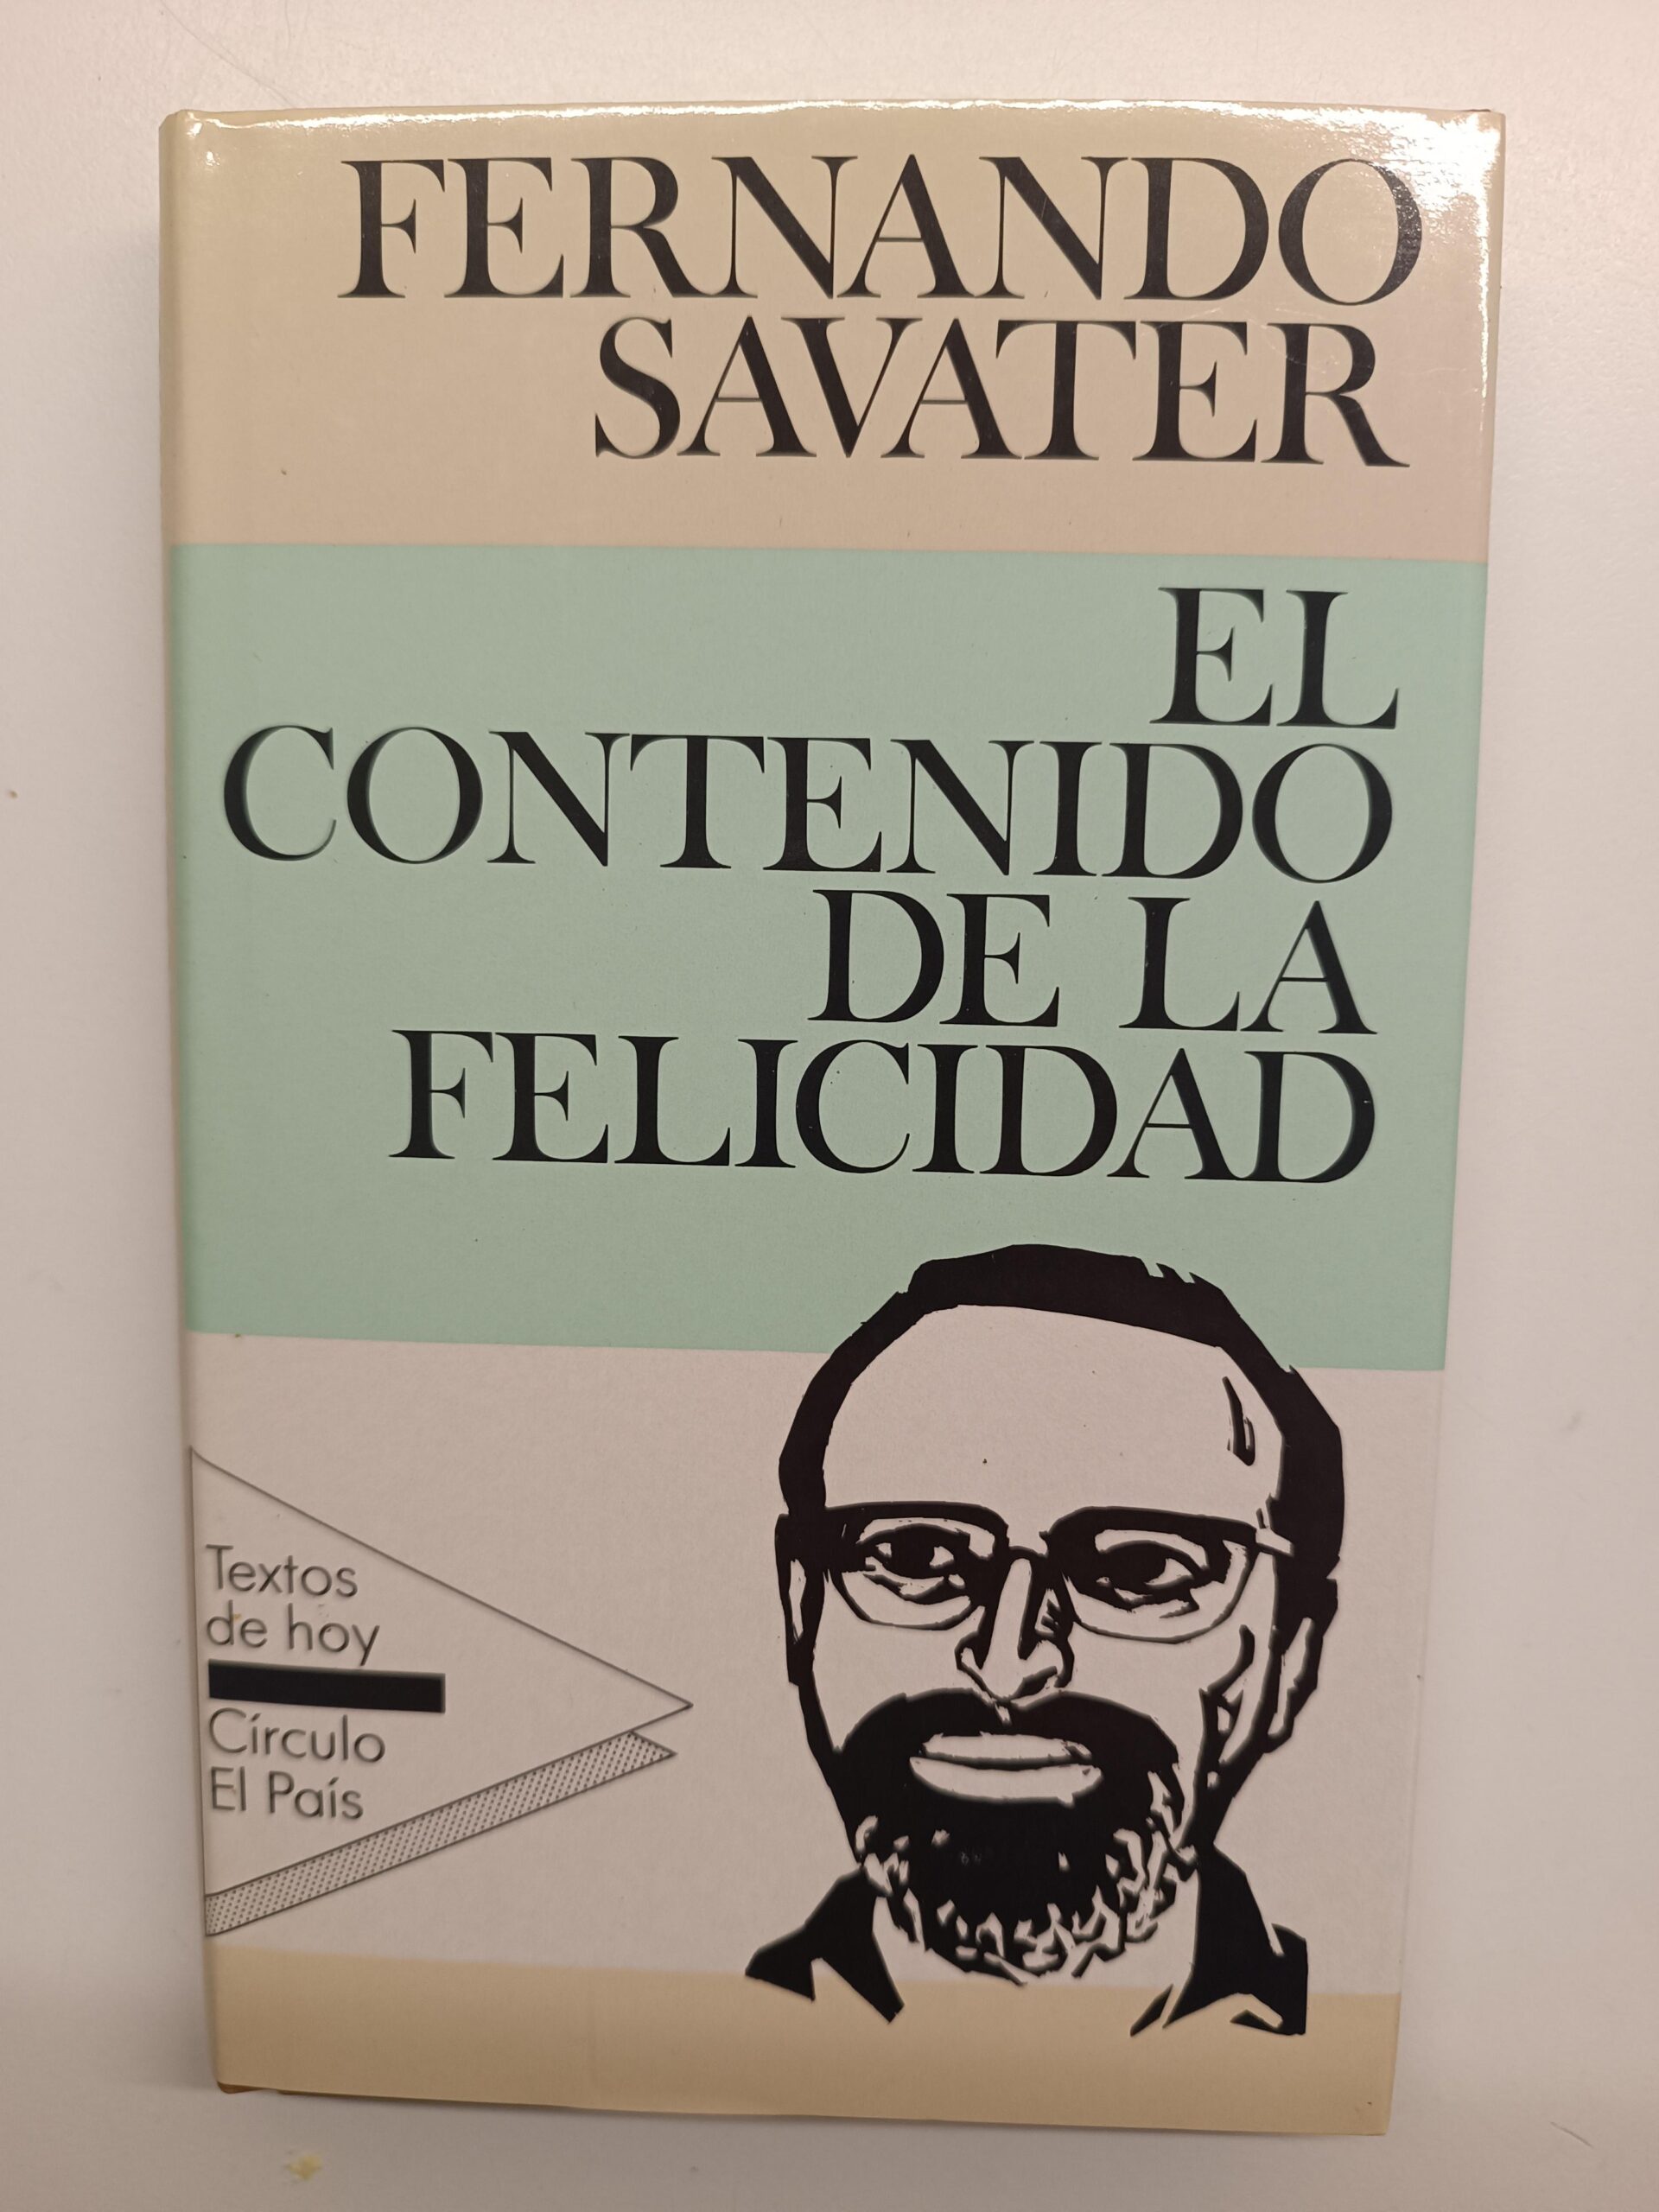 FERNANDO
SAVATER
EL
CONTENIDO
DE LA
FELICIDAD
Textos
de hoy
Círculo
El País